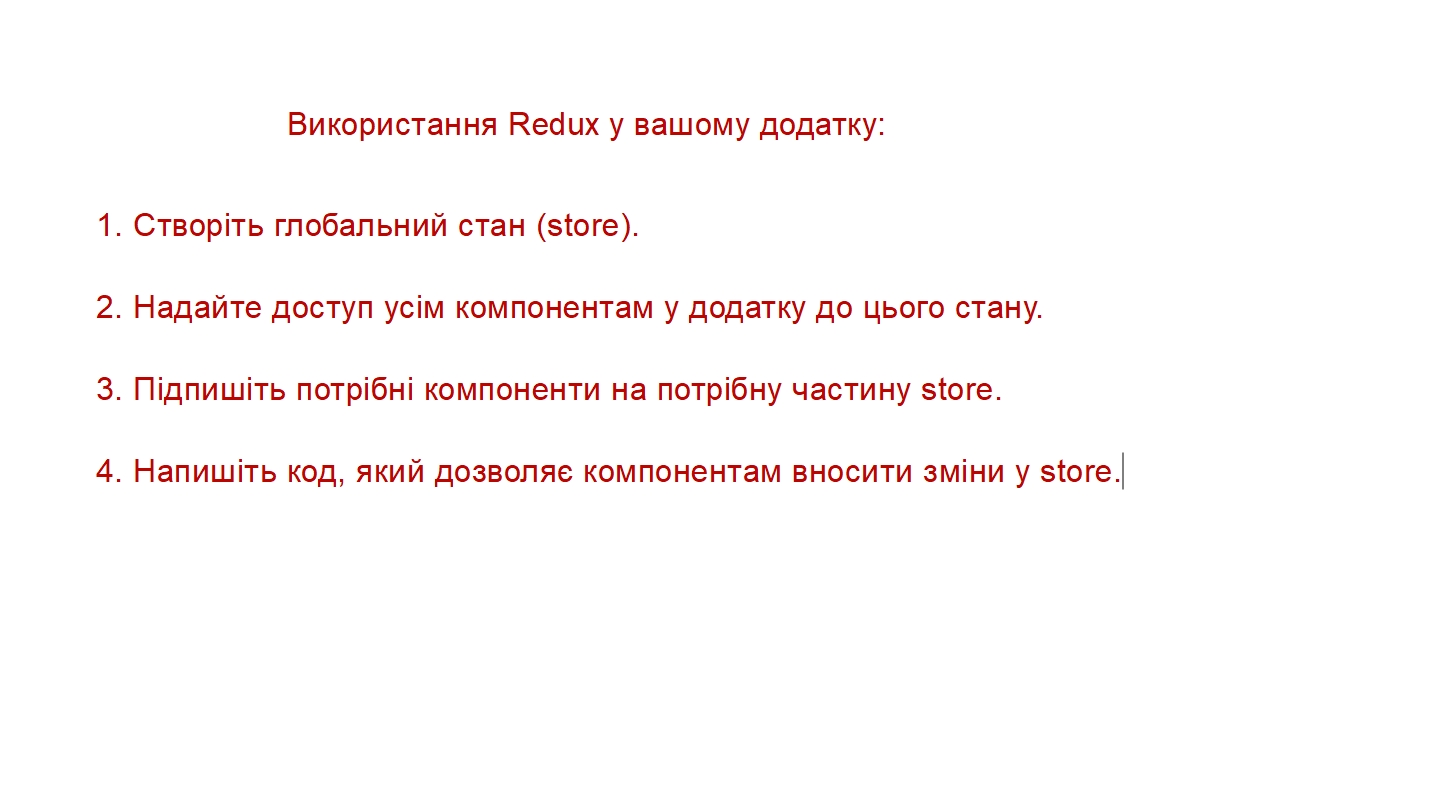 Використання Redux у вашому додатку:
1. Створіть глобальний стан (store).
2. Надайте доступ усім компонентам у додатку до цього стану.
3. Підпишіть потрібні компоненти на потрібну частину store.
4. Напишіть код, який дозволяє компонентам вносити зміни у store.